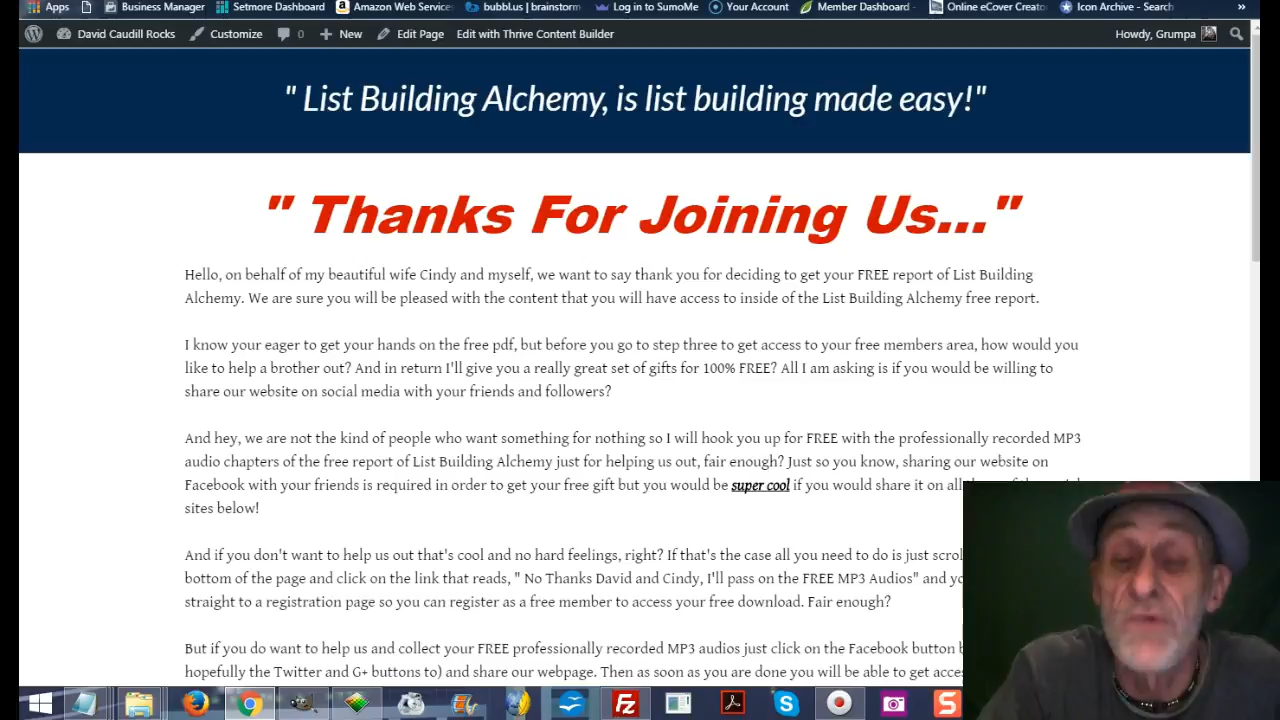 Apps Business Manager Setmore Dashboard Amazon Web Services bubbl.us | brainstorm Log in to SumoMe Your Account Member Dashboard Online eCover Creator Icon Archive - Search »
David Caudill Rocks Customize 0 New Edit Page Edit with Thrive Content Builder Howdy, Grumpa
" List Building Alchemy, is list building made easy!"
" Thanks For Joining Us..."
Hello, on behalf of my beautiful wife Cindy and myself, we want to say thank you for deciding to get your FREE report of List Building
Alchemy. We are sure you will be pleased with the content that you will have access to inside of the List Building Alchemy free report.
I know your eager to get your hands on the free pdf, but before you go to step three to get access to your free members area, how would you
like to help a brother out? And in return I'll give you a really great set of gifts for 100% FREE? All I am asking is if you would be willing to
share our website on social media with your friends and followers?
And hey, we are not the kind of people who want something for nothing so I will hook you up for FREE with the professionally recorded MP3
audio chapters of the free report of List Building Alchemy just for helping us out, fair enough? Just so you know, sharing our website on
Facebook with your friends is required in order to get your free gift but you would be super cool if you would share it on all
sites below!
And if you don't want to help us out that's cool and no hard feelings, right? If that's the case all you need to do is just
bottom of the page and click on the link that reads, " No Thanks David and Cindy, I'll pass on the FREE MP3 Audios" and
straight to a registration page so you can register as a free member to access your free download. Fair enough?
But if you do want to help us and collect your FREE professionally recorded MP3 audios just click on the Facebook button
hopefully the Twitter and G+ buttons to) and share our webpage. Then as soon as you are done you will be able to get